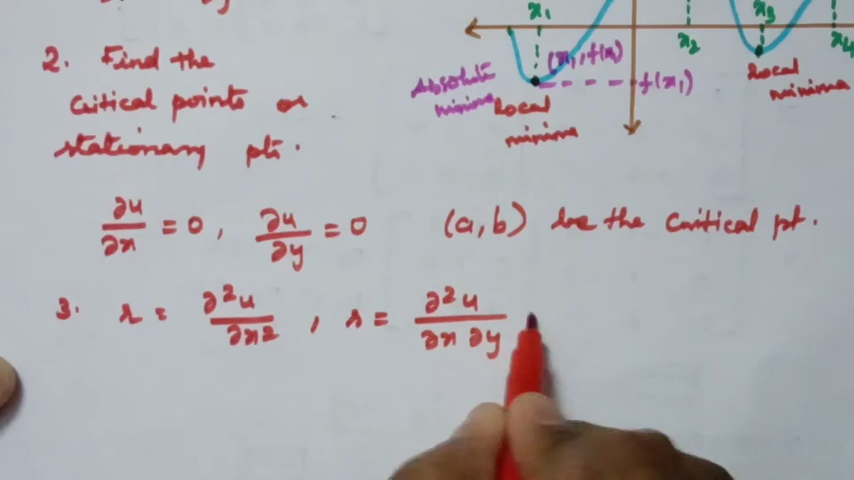 2. Find the
critical points or
stationary pts.
∂u/∂x = 0, ∂u/∂y = 0 (a, b) be the critical pt.
3. r = ∂²u/∂x², s = ∂²u/∂x ∂y
x₁
x₂
x₃
x₄
(x₁, f(x₁)
f(x₁)
Absolute
minima
Local
minima
Local
minima